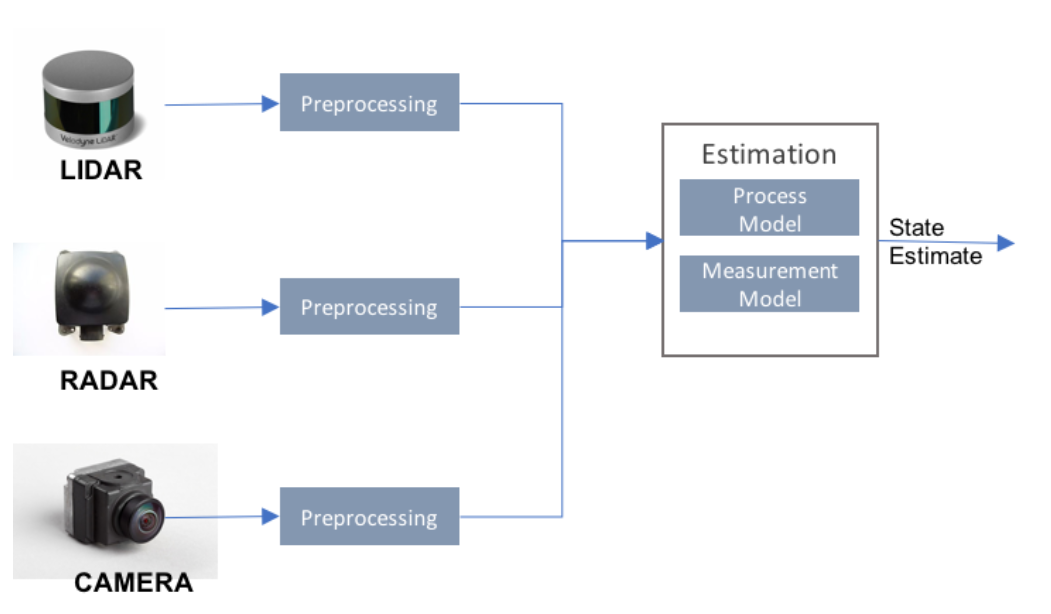 Velodyne LiDAR
LIDAR
Preprocessing
RADAR
Preprocessing
CAMERA
Preprocessing
Estimation
Process
Model
Measurement
Model
State
Estimate